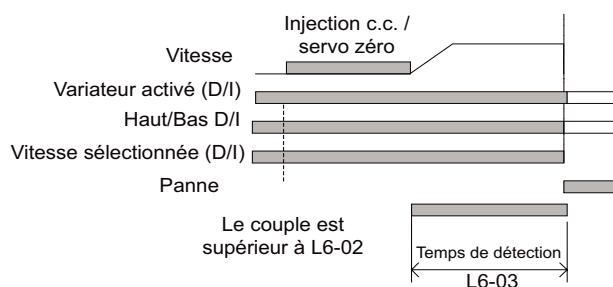 Injection c.c. /
servo zéro
Vitesse
Variateur activé (D/I)
Haut/Bas D/I
Vitesse sélectionnée (D/I)
Panne
Le couple est
supérieur à L6-02
Temps de détection
L6-03